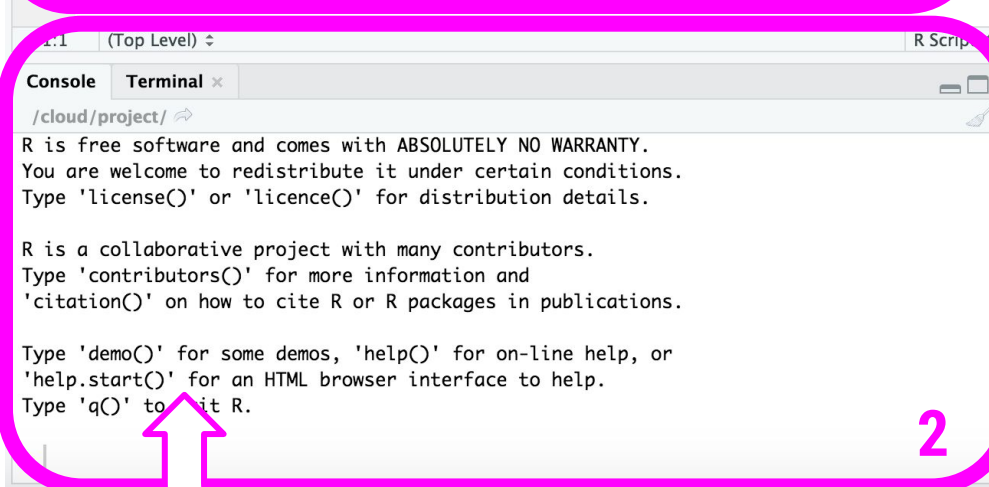 (Top Level) R Script
Console Terminal
/cloud/project/
R is free software and comes with ABSOLUTELY NO WARRANTY.
You are welcome to redistribute it under certain conditions.
Type 'license()' or 'licence()' for distribution details.
R is a collaborative project with many contributors.
Type 'contributors()' for more information and
'citation()' on how to cite R or R packages in publications.
Type 'demo()' for some demos, 'help()' for on-line help, or
'help.start()' for an HTML browser interface to help.
Type 'q()' to quit R.
2